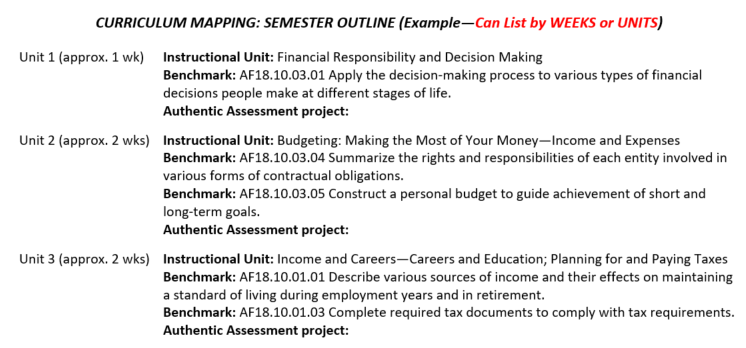 CURRICULUM MAPPING: SEMESTER OUTLINE (Example—Can List by WEEKS or UNITS)
Unit 1 (approx. 1 wk) Instructional Unit: Financial Responsibility and Decision Making
Benchmark: AF18.10.03.01 Apply the decision-making process to various types of financial
decisions people make at different stages of life.
Authentic Assessment project:
Unit 2 (approx. 2 wks) Instructional Unit: Budgeting: Making the Most of Your Money—Income and Expenses
Benchmark: AF18.10.03.04 Summarize the rights and responsibilities of each entity involved in
various forms of contractual obligations.
Benchmark: AF18.10.03.05 Construct a personal budget to guide achievement of short and
long-term goals.
Authentic Assessment project:
Unit 3 (approx. 2 wks) Instructional Unit: Income and Careers—Careers and Education; Planning for and Paying Taxes
Benchmark: AF18.10.01.01 Describe various sources of income and their effects on maintaining
a standard of living during employment years and in retirement.
Benchmark: AF18.10.01.03 Complete required tax documents to comply with tax requirements.
Authentic Assessment project: